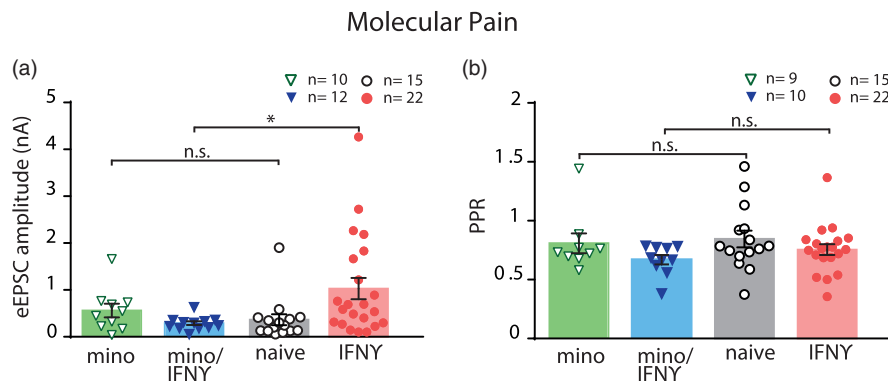 Molecular Pain
(a)
n= 10
n= 15
n= 12
n= 22
5
4
3
2
1
0
eEPSC amplitude (nA)
*
n.s.
mino
mino/
IFNY
naive
IFNY
(b)
n= 9
n= 15
n= 10
n= 22
2
1.5
1
0.5
0
PPR
n.s.
n.s.
mino
mino/
IFNY
naive
IFNY